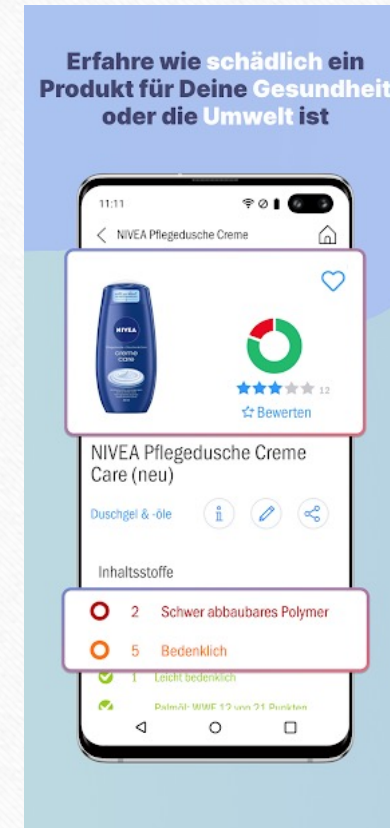 Erfahre wie schädlich ein
Produkt für Deine Gesundheit
oder die Umwelt ist
11:11
NIVEA Pflegedusche Creme
NIVEA
creme
care
12
Bewerten
NIVEA Pflegedusche Creme
Care (neu)
Duschgel & -öle
Inhaltsstoffe
2 Schwer abbaubares Polymer
5 Bedenklich
1 Leicht bedenklich
Palmöl: WWF 12 von 21 Punkten